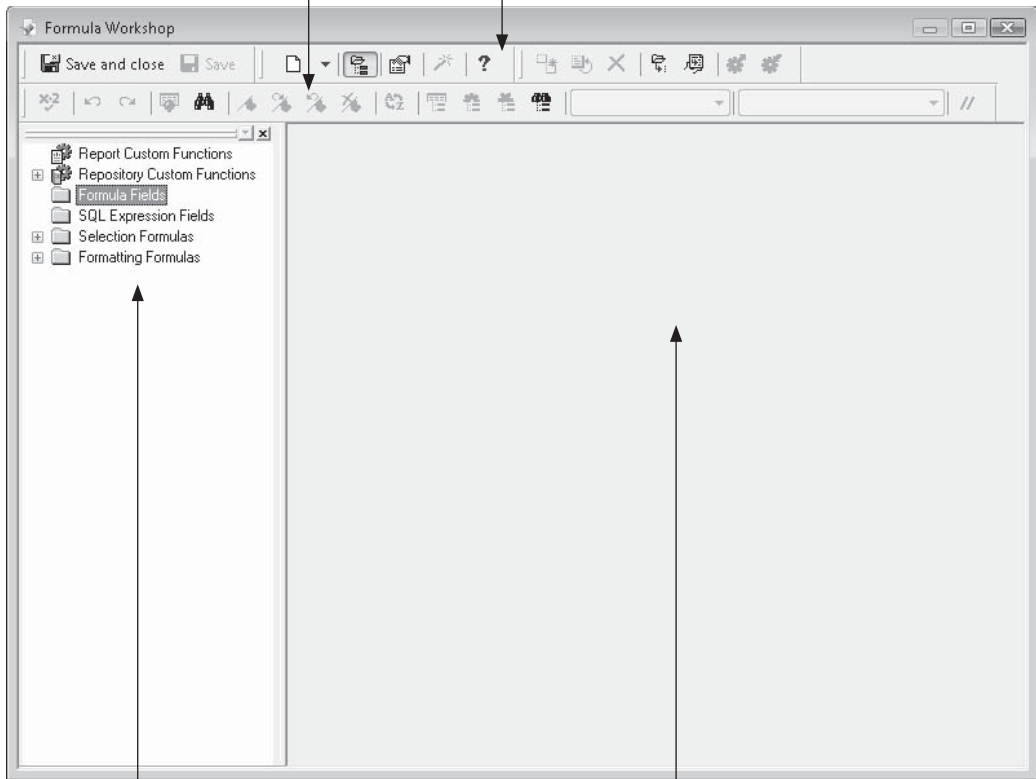 Formula Workshop
Save and close Save ?
x+2 A Z //
Report Custom Functions
Repository Custom Functions
Formula Fields
SQL Expression Fields
Selection Formulas
Formatting Formulas